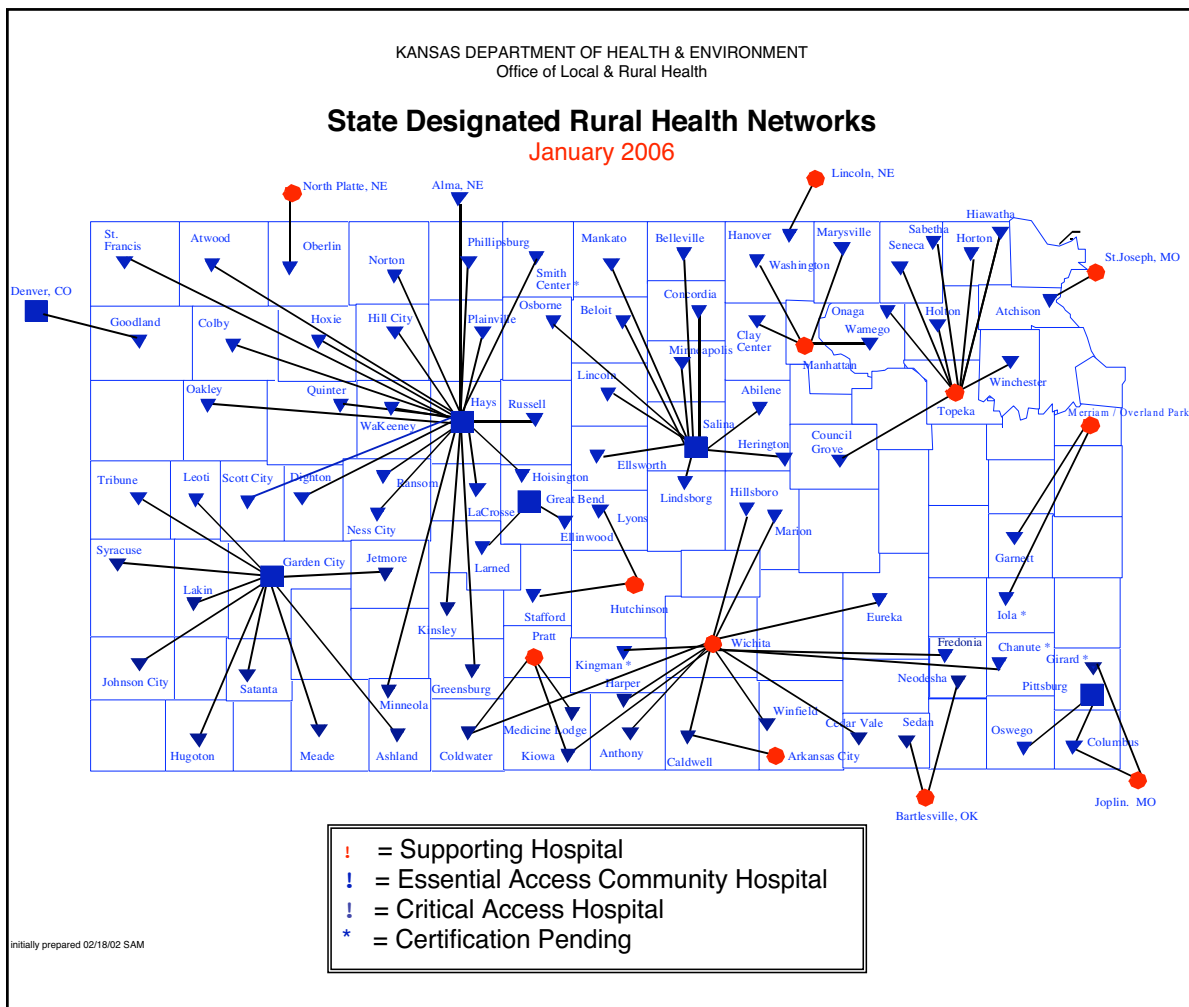 KANSAS DEPARTMENT OF HEALTH & ENVIRONMENT
Office of Local & Rural Health
State Designated Rural Health Networks
January 2006
North Platte, NE
Alma, NE
Lincoln, NE
Hiawatha
St.
Francis
Atwood
Oberlin
Norton
Phillipsburg
Smith
Center *
Mankato
Belleville
Hanover
Washington
Marysville
Seneca
Sabetha
Horton
St.Joseph, MO
Denver, CO
Goodland
Colby
Hoxie
Hill City
Plainville
Osborne
Beloit
Concordia
Minneapolis
Clay
Center
Manhattan
Onaga
Wamego
Holton
Atchison
Winchester
Oakley
Quinter
WaKeeney
Hays
Russell
Lincoln
Salina
Abilene
Topeka
Merriam / Overland Park
Tribune
Leoti
Scott City
Dighton
Ransom
Ness City
LaCrosse
Hoisington
Great Bend
Ellinwood
Ellsworth
Lindsborg
Herington
Council
Grove
Hillsboro
Marion
Lyons
Syracuse
Lakin
Garden City
Jetmore
Larned
Garnett
Kinsley
Stafford
Hutchinson
Eureka
Iola *
Johnson City
Satanta
Minneola
Greensburg
Pratt
Kingman *
Harper
Wichita
Fredonia
Neodesha
Chanute *
Girard *
Pittsburg
Hugoton
Meade
Ashland
Coldwater
Medicine Lodge
Kiowa
Anthony
Caldwell
Winfield
Arkansas City
Cedar Vale
Sedan
Oswego
Columbus
Bartlesville, OK
Joplin. MO
! = Supporting Hospital
! = Essential Access Community Hospital
! = Critical Access Hospital
* = Certification Pending
initially prepared 02/18/02 SAM